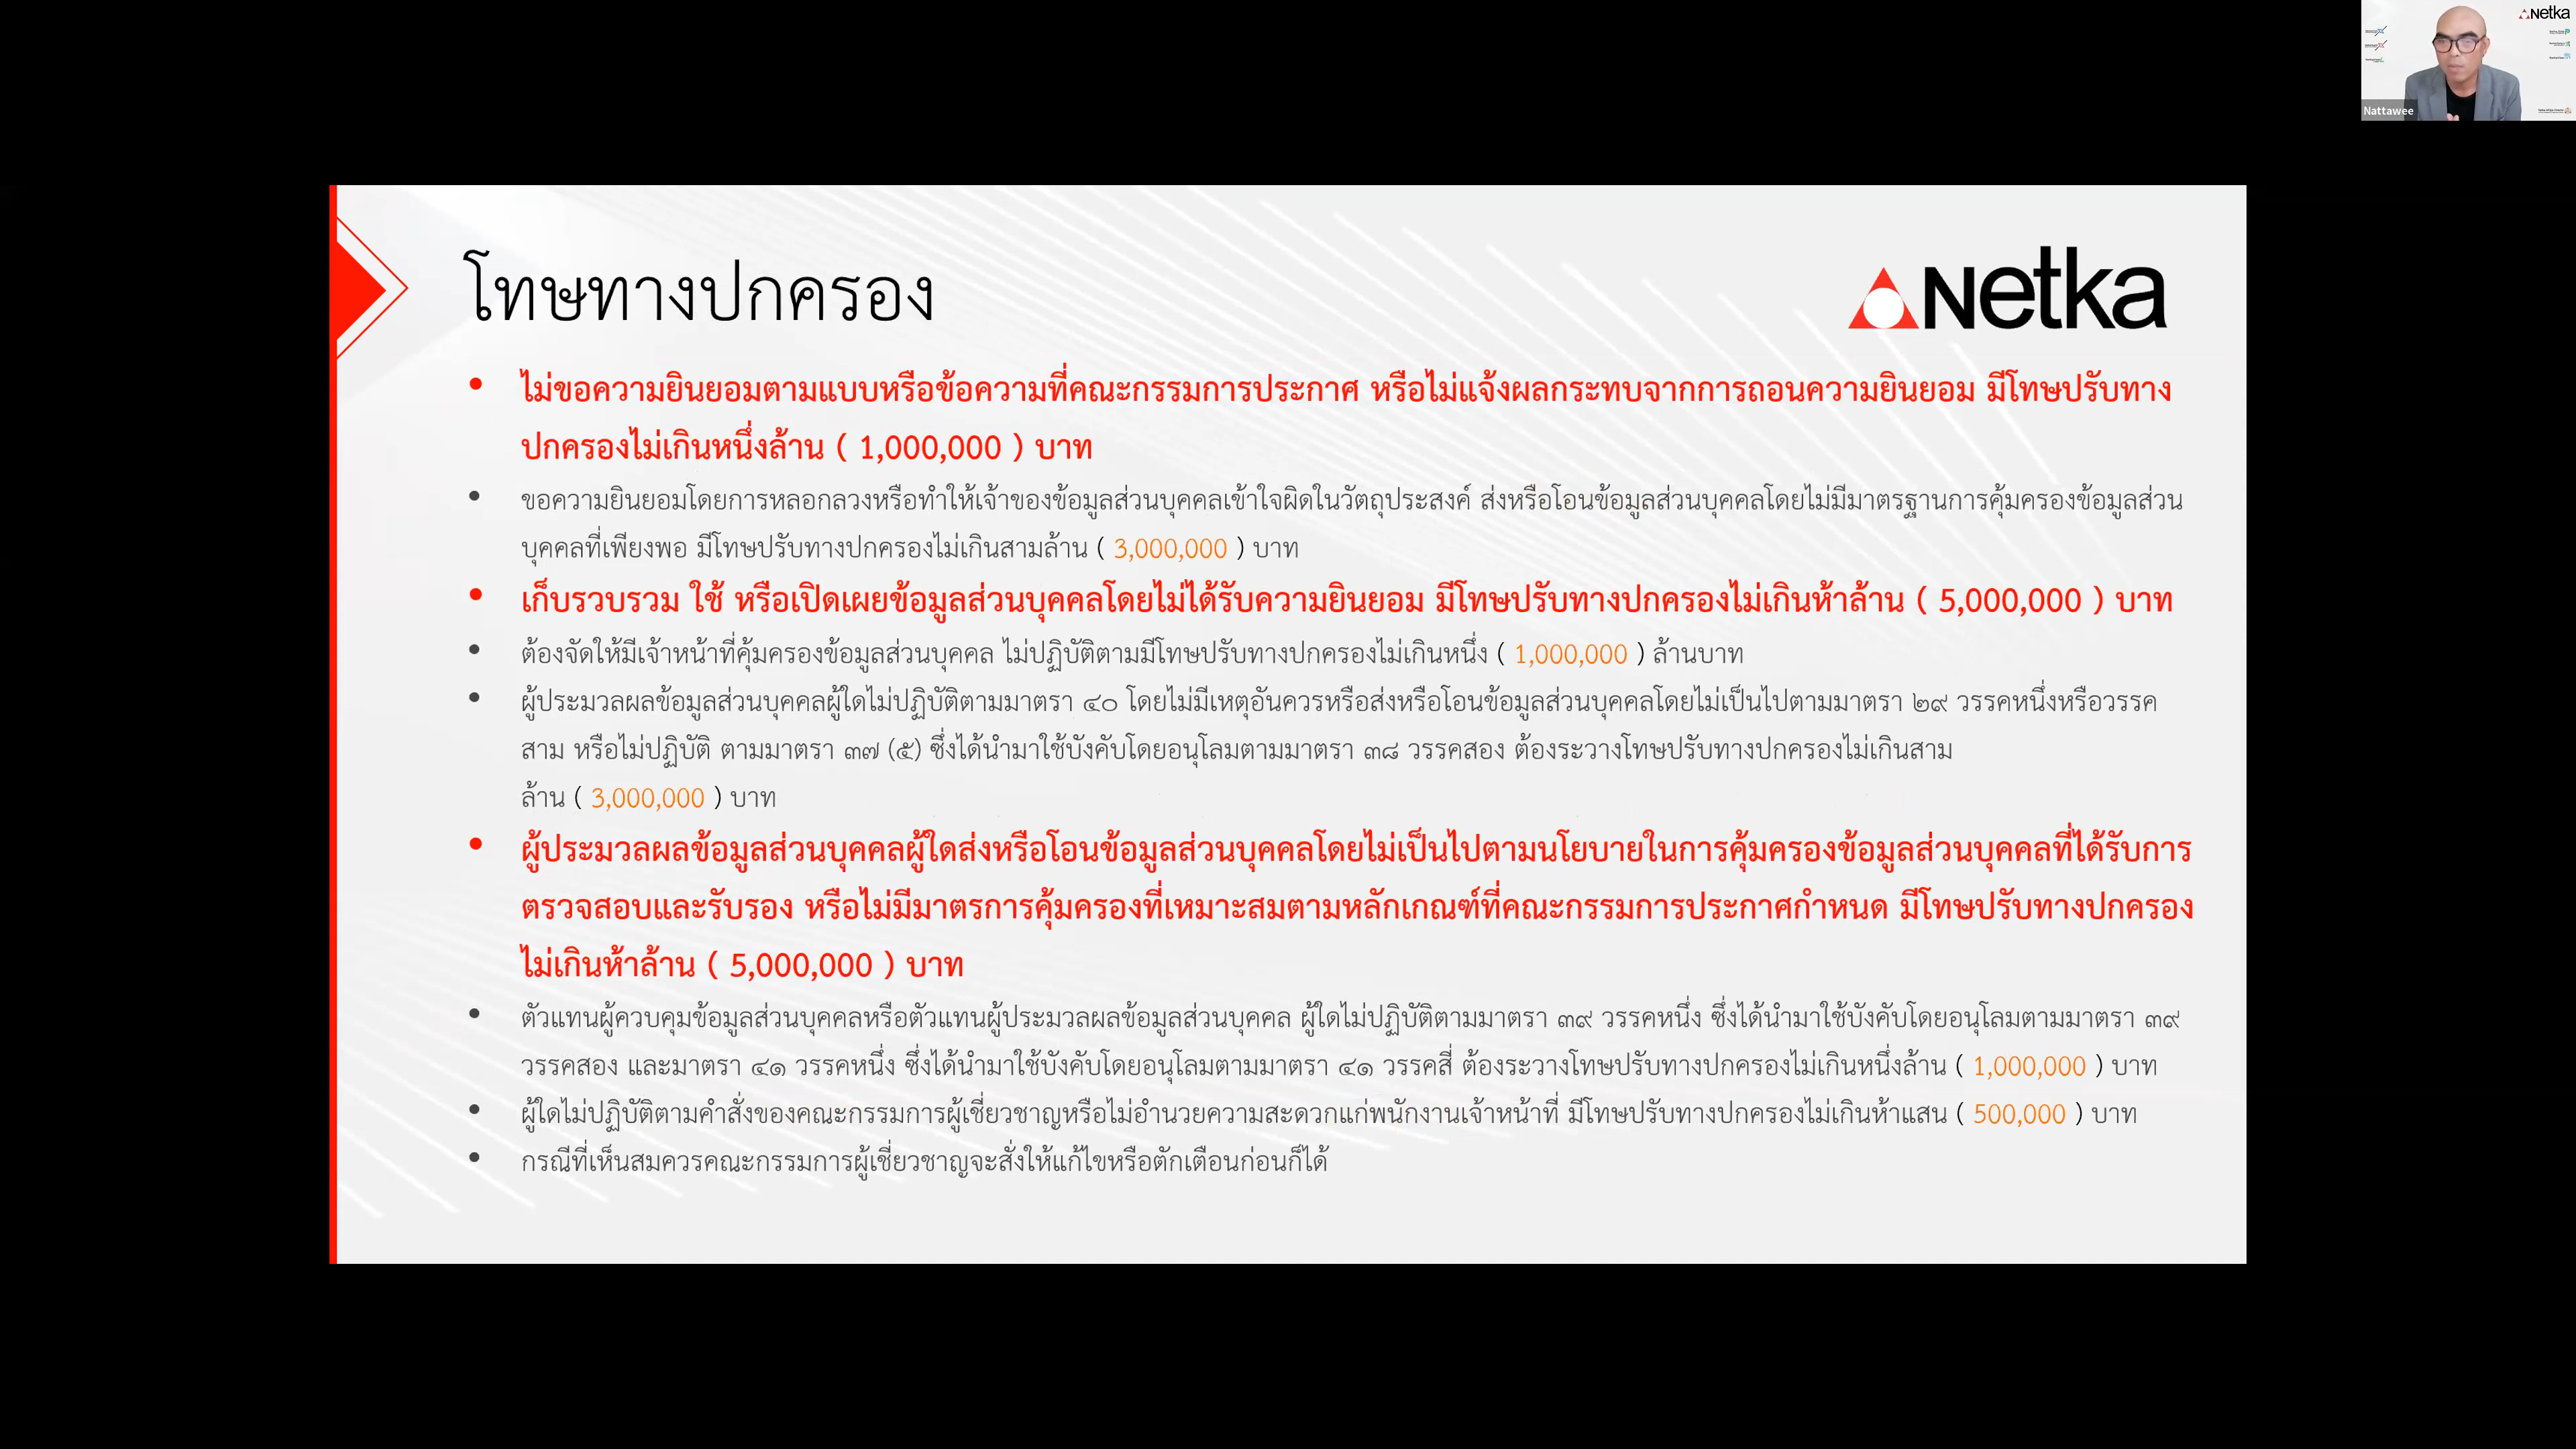 Netka
Nattawee
โทษทางปกครอง
Netka
• ไม่ขอความยินยอมตามแบบหรือข้อความที่คณะกรรมการประกาศ หรือไม่แจ้งผลกระทบจากการถอนความยินยอม มีโทษปรับทาง
ปกครองไม่เกินหนึ่งล้าน ( 1,000,000 ) บาท
• ขอความยินยอมโดยการหลอกลวงหรือทำให้เจ้าของข้อมูลส่วนบุคคลเข้าใจผิดในวัตถุประสงค์ ส่งหรือโอนข้อมูลส่วนบุคคลโดยไม่มีมาตรฐานการคุ้มครองข้อมูลส่วน
บุคคลที่เพียงพอ มีโทษปรับทางปกครองไม่เกินสามล้าน ( 3,000,000 ) บาท
• เก็บรวบรวม ใช้ หรือเปิดเผยข้อมูลส่วนบุคคลโดยไม่ได้รับความยินยอม มีโทษปรับทางปกครองไม่เกินห้าล้าน ( 5,000,000 ) บาท
• ต้องจัดให้มีเจ้าหน้าที่คุ้มครองข้อมูลส่วนบุคคล ไม่ปฏิบัติตามมีโทษปรับทางปกครองไม่เกินหนึ่ง ( 1,000,000 ) ล้านบาท
• ผู้ประมวลผลข้อมูลส่วนบุคคลผู้ใดไม่ปฏิบัติตามมาตรา ๔๐ โดยไม่มีเหตุอันควรหรือส่งหรือโอนข้อมูลส่วนบุคคลโดยไม่เป็นไปตามมาตรา ๒๙ วรรคหนึ่งหรือวรรค
สาม หรือไม่ปฏิบัติ ตามมาตรา ๓๗ (๕) ซึ่งได้นำมาใช้บังคับโดยอนุโลมตามมาตรา ๓๘ วรรคสอง ต้องระวางโทษปรับทางปกครองไม่เกินสาม
ล้าน ( 3,000,000 ) บาท
• ผู้ประมวลผลข้อมูลส่วนบุคคลผู้ใดส่งหรือโอนข้อมูลส่วนบุคคลโดยไม่เป็นไปตามนโยบายในการคุ้มครองข้อมูลส่วนบุคคลที่ได้รับการ
ตรวจสอบและรับรอง หรือไม่มีมาตรการคุ้มครองที่เหมาะสมตามหลักเกณฑ์ที่คณะกรรมการประกาศกำหนด มีโทษปรับทางปกครอง
ไม่เกินห้าล้าน ( 5,000,000 ) บาท
• ตัวแทนผู้ควบคุมข้อมูลส่วนบุคคลหรือตัวแทนผู้ประมวลผลข้อมูลส่วนบุคคล ผู้ใดไม่ปฏิบัติตามมาตรา ๓๙ วรรคหนึ่ง ซึ่งได้นำมาใช้บังคับโดยอนุโลมตามมาตรา ๓๙
วรรคสอง และมาตรา ๔๑ วรรคหนึ่ง ซึ่งได้นำมาใช้บังคับโดยอนุโลมตามมาตรา ๔๑ วรรคสี่ ต้องระวางโทษปรับทางปกครองไม่เกินหนึ่งล้าน ( 1,000,000 ) บาท
• ผู้ใดไม่ปฏิบัติตามคำสั่งของคณะกรรมการผู้เชี่ยวชาญหรือไม่อำนวยความสะดวกแก่พนักงานเจ้าหน้าที่ มีโทษปรับทางปกครองไม่เกินห้าแสน ( 500,000 ) บาท
• กรณีที่เห็นสมควรคณะกรรมการผู้เชี่ยวชาญจะสั่งให้แก้ไขหรือตักเตือนก่อนก็ได้